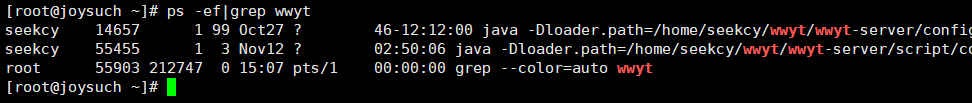 [root@joysuch ~]# ps -ef|grep wwyt
seekcy 14657 1 99 Oct27 ? 46-12:12:00 java -Dloader.path=/home/seekcy/wwyt/wwyt-server/config
seekcy 55455 1 3 Nov12 ? 02:50:06 java -Dloader.path=/home/seekcy/wwyt/wwyt-server/script/co
root 55903 212747 0 15:07 pts/1 00:00:00 grep --color=auto wwyt
[root@joysuch ~]#